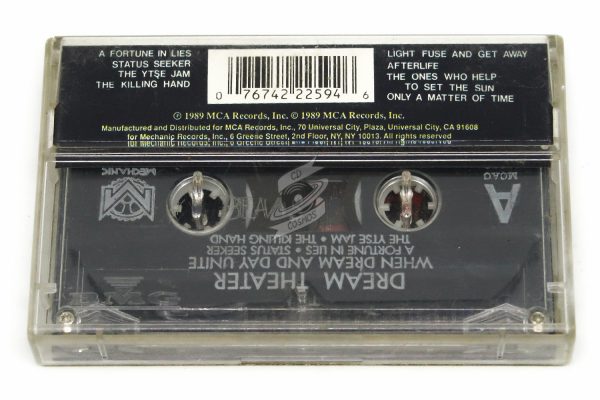 A FORTUNE IN LIES
STATUS SEEKER
THE YTSE JAM
THE KILLING HAND
LIGHT FUSE AND GET AWAY
AFTERLIFE
THE ONES WHO HELP
TO SET THE SUN
ONLY A MATTER OF TIME
0 76742 22594 6
℗ 1989 MCA Records, Inc. © 1989 MCA Records, Inc.
Manufactured and Distributed for MCA Records, Inc., 70 Universal City, Plaza, Universal City, CA 91608
for Mechanic Records, Inc., 6 Greene Street, 2nd Floor, NY, NY 10013. All rights reserved
A
MECHANIC
CD
COSMOS
DREAM THEATER
WHEN DREAM AND DAY UNITE
A FORTUNE IN LIES • STATUS SEEKER
THE YTSE JAM • THE KILLING HAND
BMG